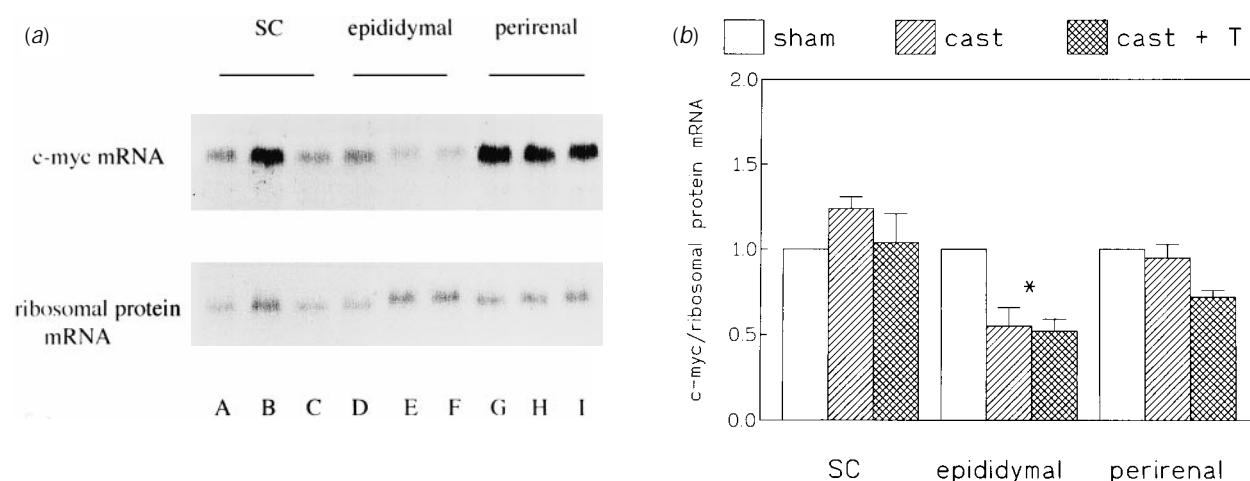 (a)
SC epididymal perirenal
c-myc mRNA
ribosomal protein
mRNA
A B C D E F G H I
(b)
sham cast cast + T
c-myc/ribosomal protein mRNA
2.0
1.5
1.0
0.5
0.0
*
SC epididymal perirenal